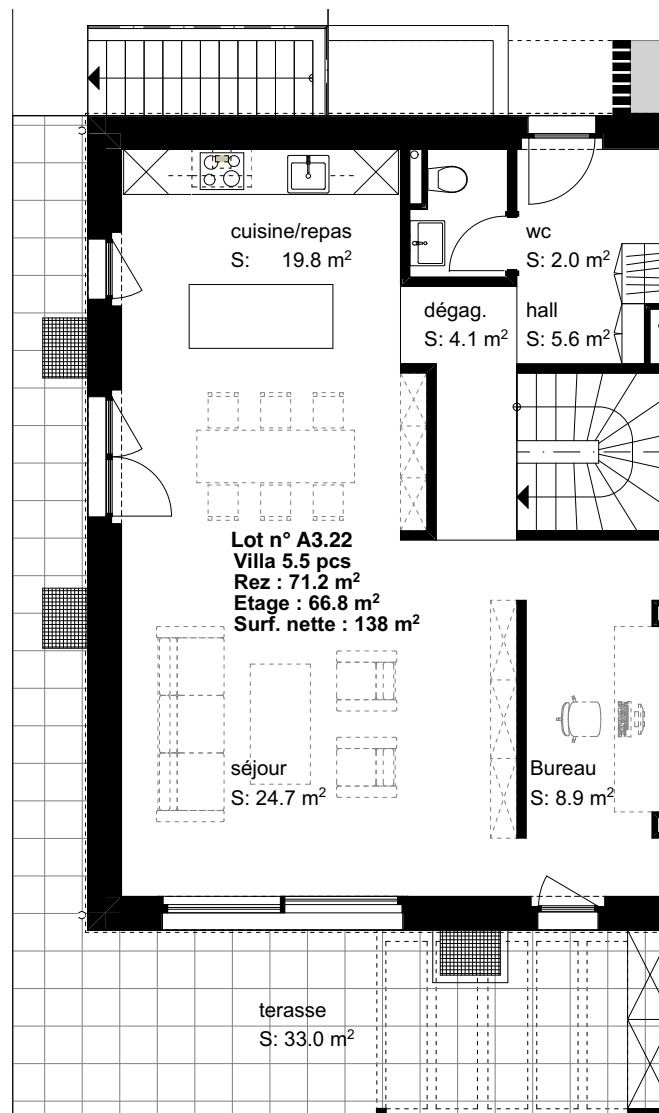 cuisine/repas
S: 19.8 m²
wc
S: 2.0 m²
dégag.
S: 4.1 m²
hall
S: 5.6 m²
Lot n° A3.22
Villa 5.5 pcs
Rez : 71.2 m²
Etage : 66.8 m²
Surf. nette : 138 m²
séjour
S: 24.7 m²
Bureau
S: 8.9 m²
terasse
S: 33.0 m²